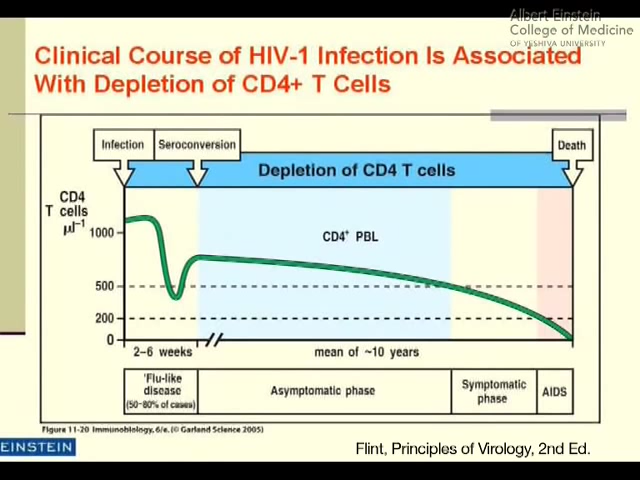 Albert Einstein
College of Medicine
OF YESHIVA UNIVERSITY
Clinical Course of HIV-1 Infection Is Associated
With Depletion of CD4+ T Cells
Infection
Seroconversion
Death
Depletion of CD4 T cells
CD4
T cells
µl⁻¹
1000
500
200
0
CD4⁺ PBL
2–6 weeks
mean of ~10 years
'Flu-like
disease
(50–80% of cases)
Asymptomatic phase
Symptomatic
phase
AIDS
Figure 11-20 Immunobiology, 6/e. (© Garland Science 2005)
EINSTEIN
Flint, Principles of Virology, 2nd Ed.